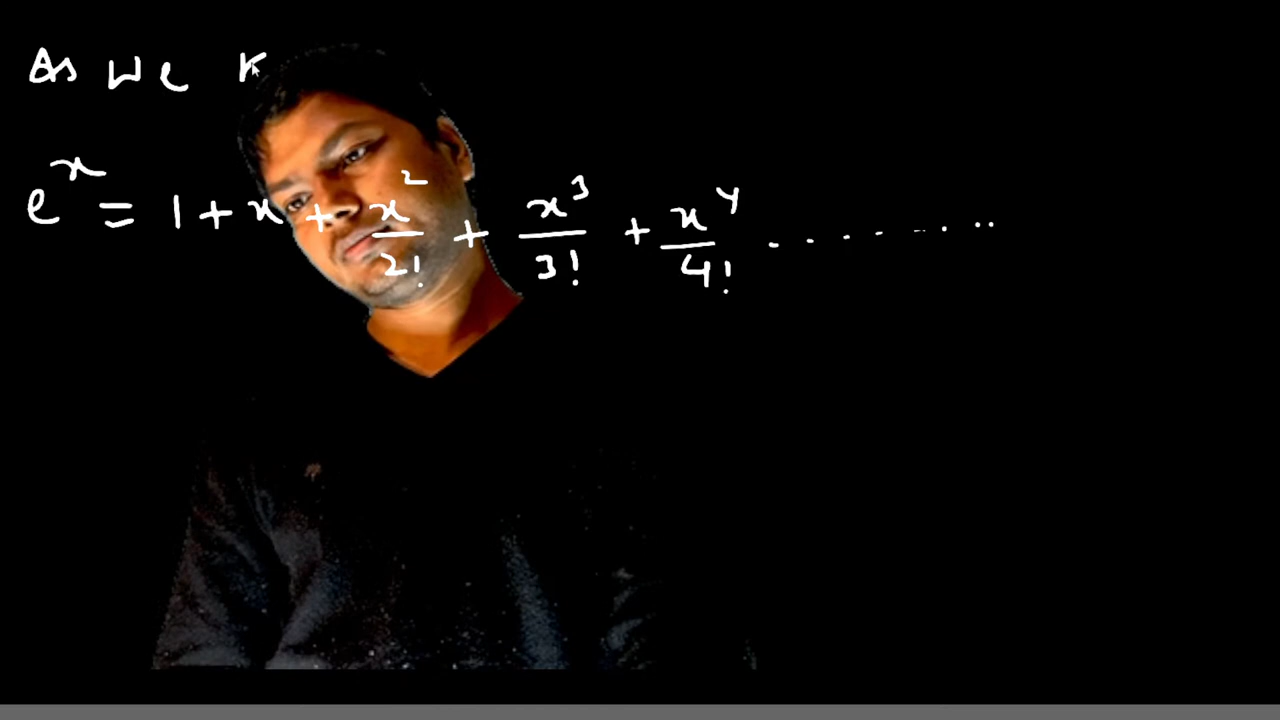 As We K
e^x = 1 + x + x^2/2! + x^3/3! + x^4/4! ..........